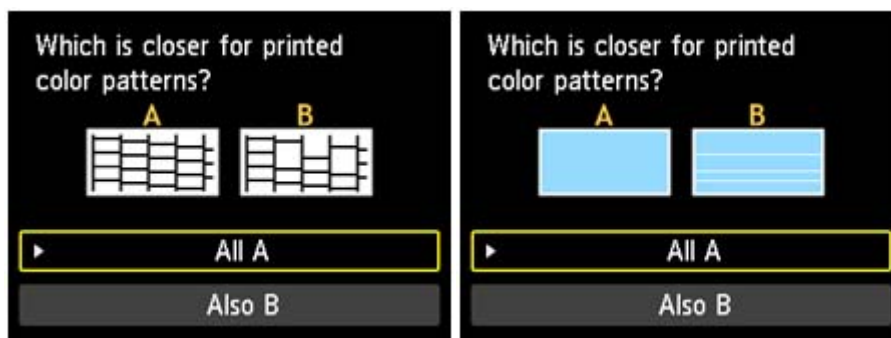 Which is closer for printed
color patterns?
A B
All A
Also B
Which is closer for printed
color patterns?
A B
All A
Also B